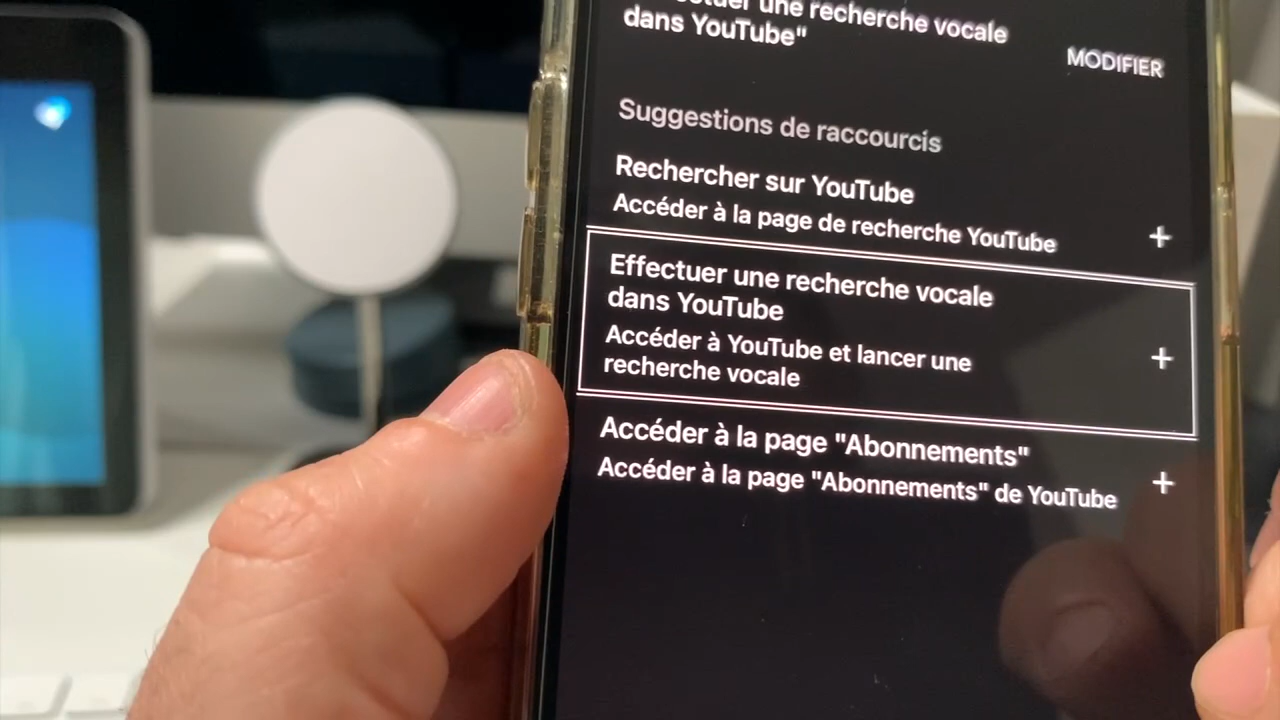 une recherche vocale
dans YouTube"
MODIFIER
Suggestions de raccourcis
Rechercher sur YouTube
Accéder à la page de recherche YouTube
+
Effectuer une recherche vocale
dans YouTube
Accéder à YouTube et lancer une
recherche vocale
+
Accéder à la page "Abonnements"
Accéder à la page "Abonnements" de YouTube
+